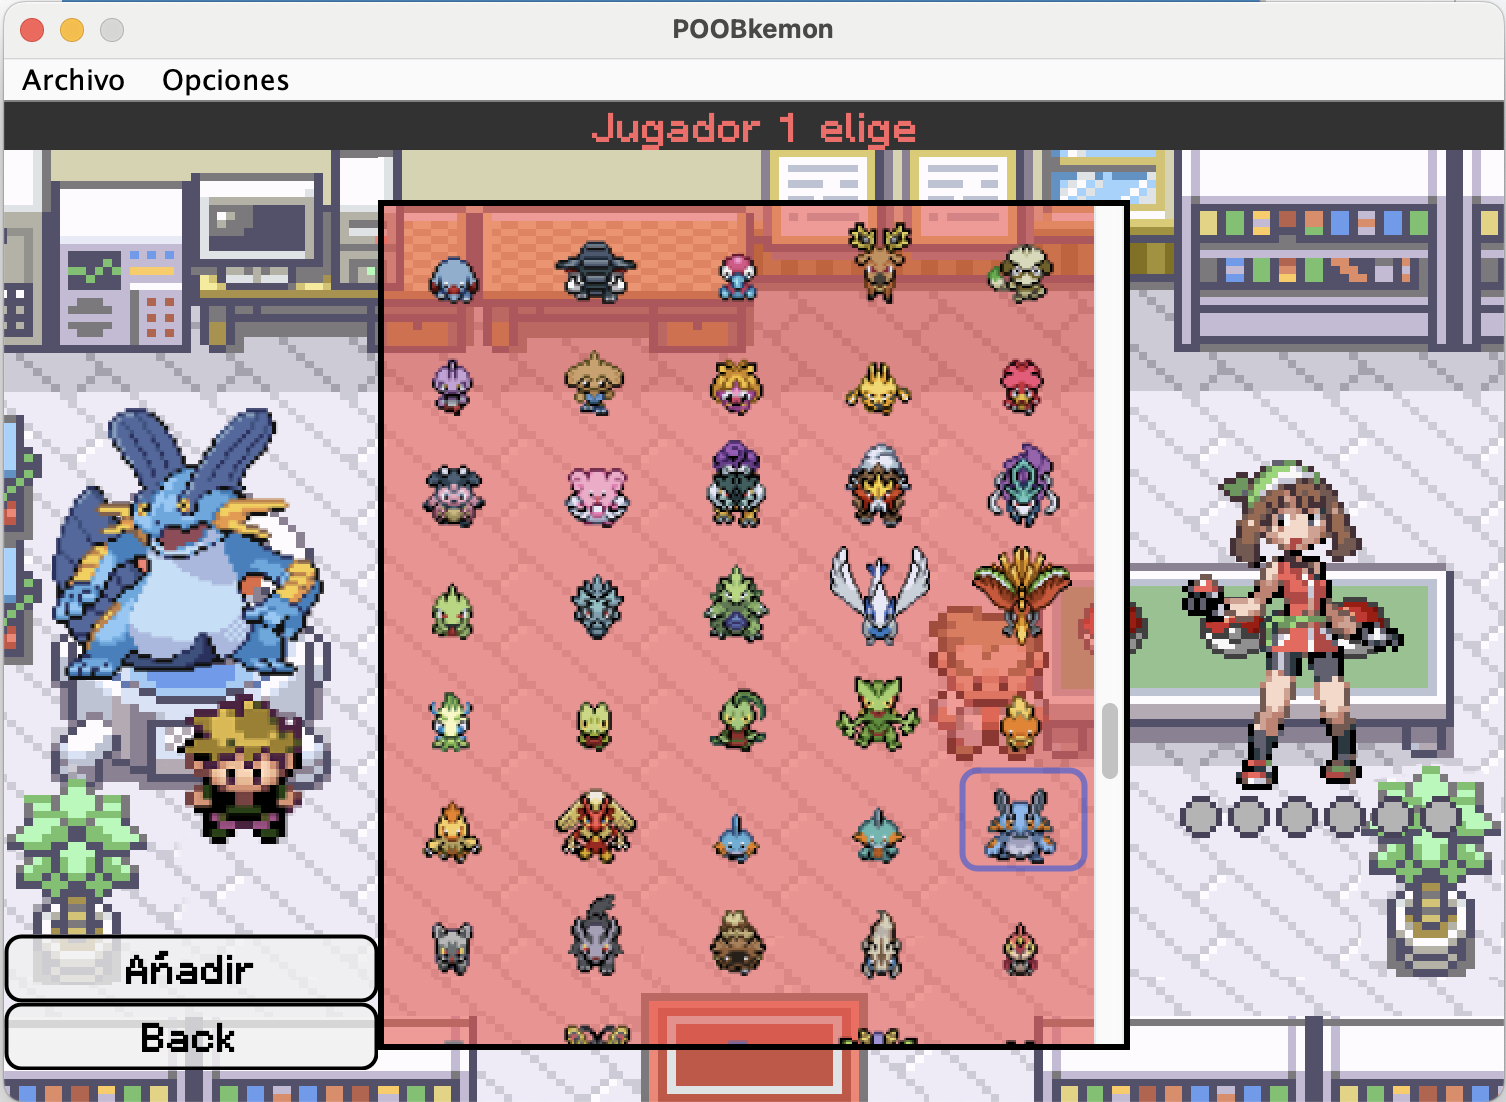 POOBkemon
Archivo Opciones
Jugador 1 elige
Añadir
Back